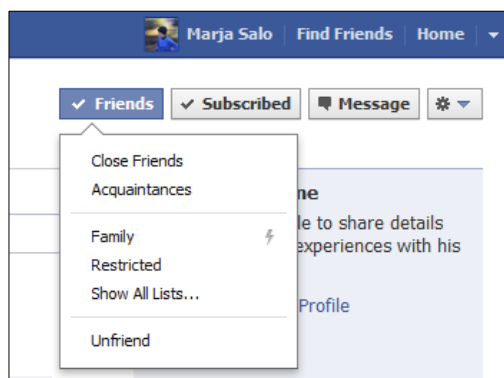 Marja Salo Find Friends Home
Friends Subscribed Message
Close Friends
Acquaintances
Family
Restricted
Show All Lists...
Unfriend
ne
le to share details
experiences with his
Profile